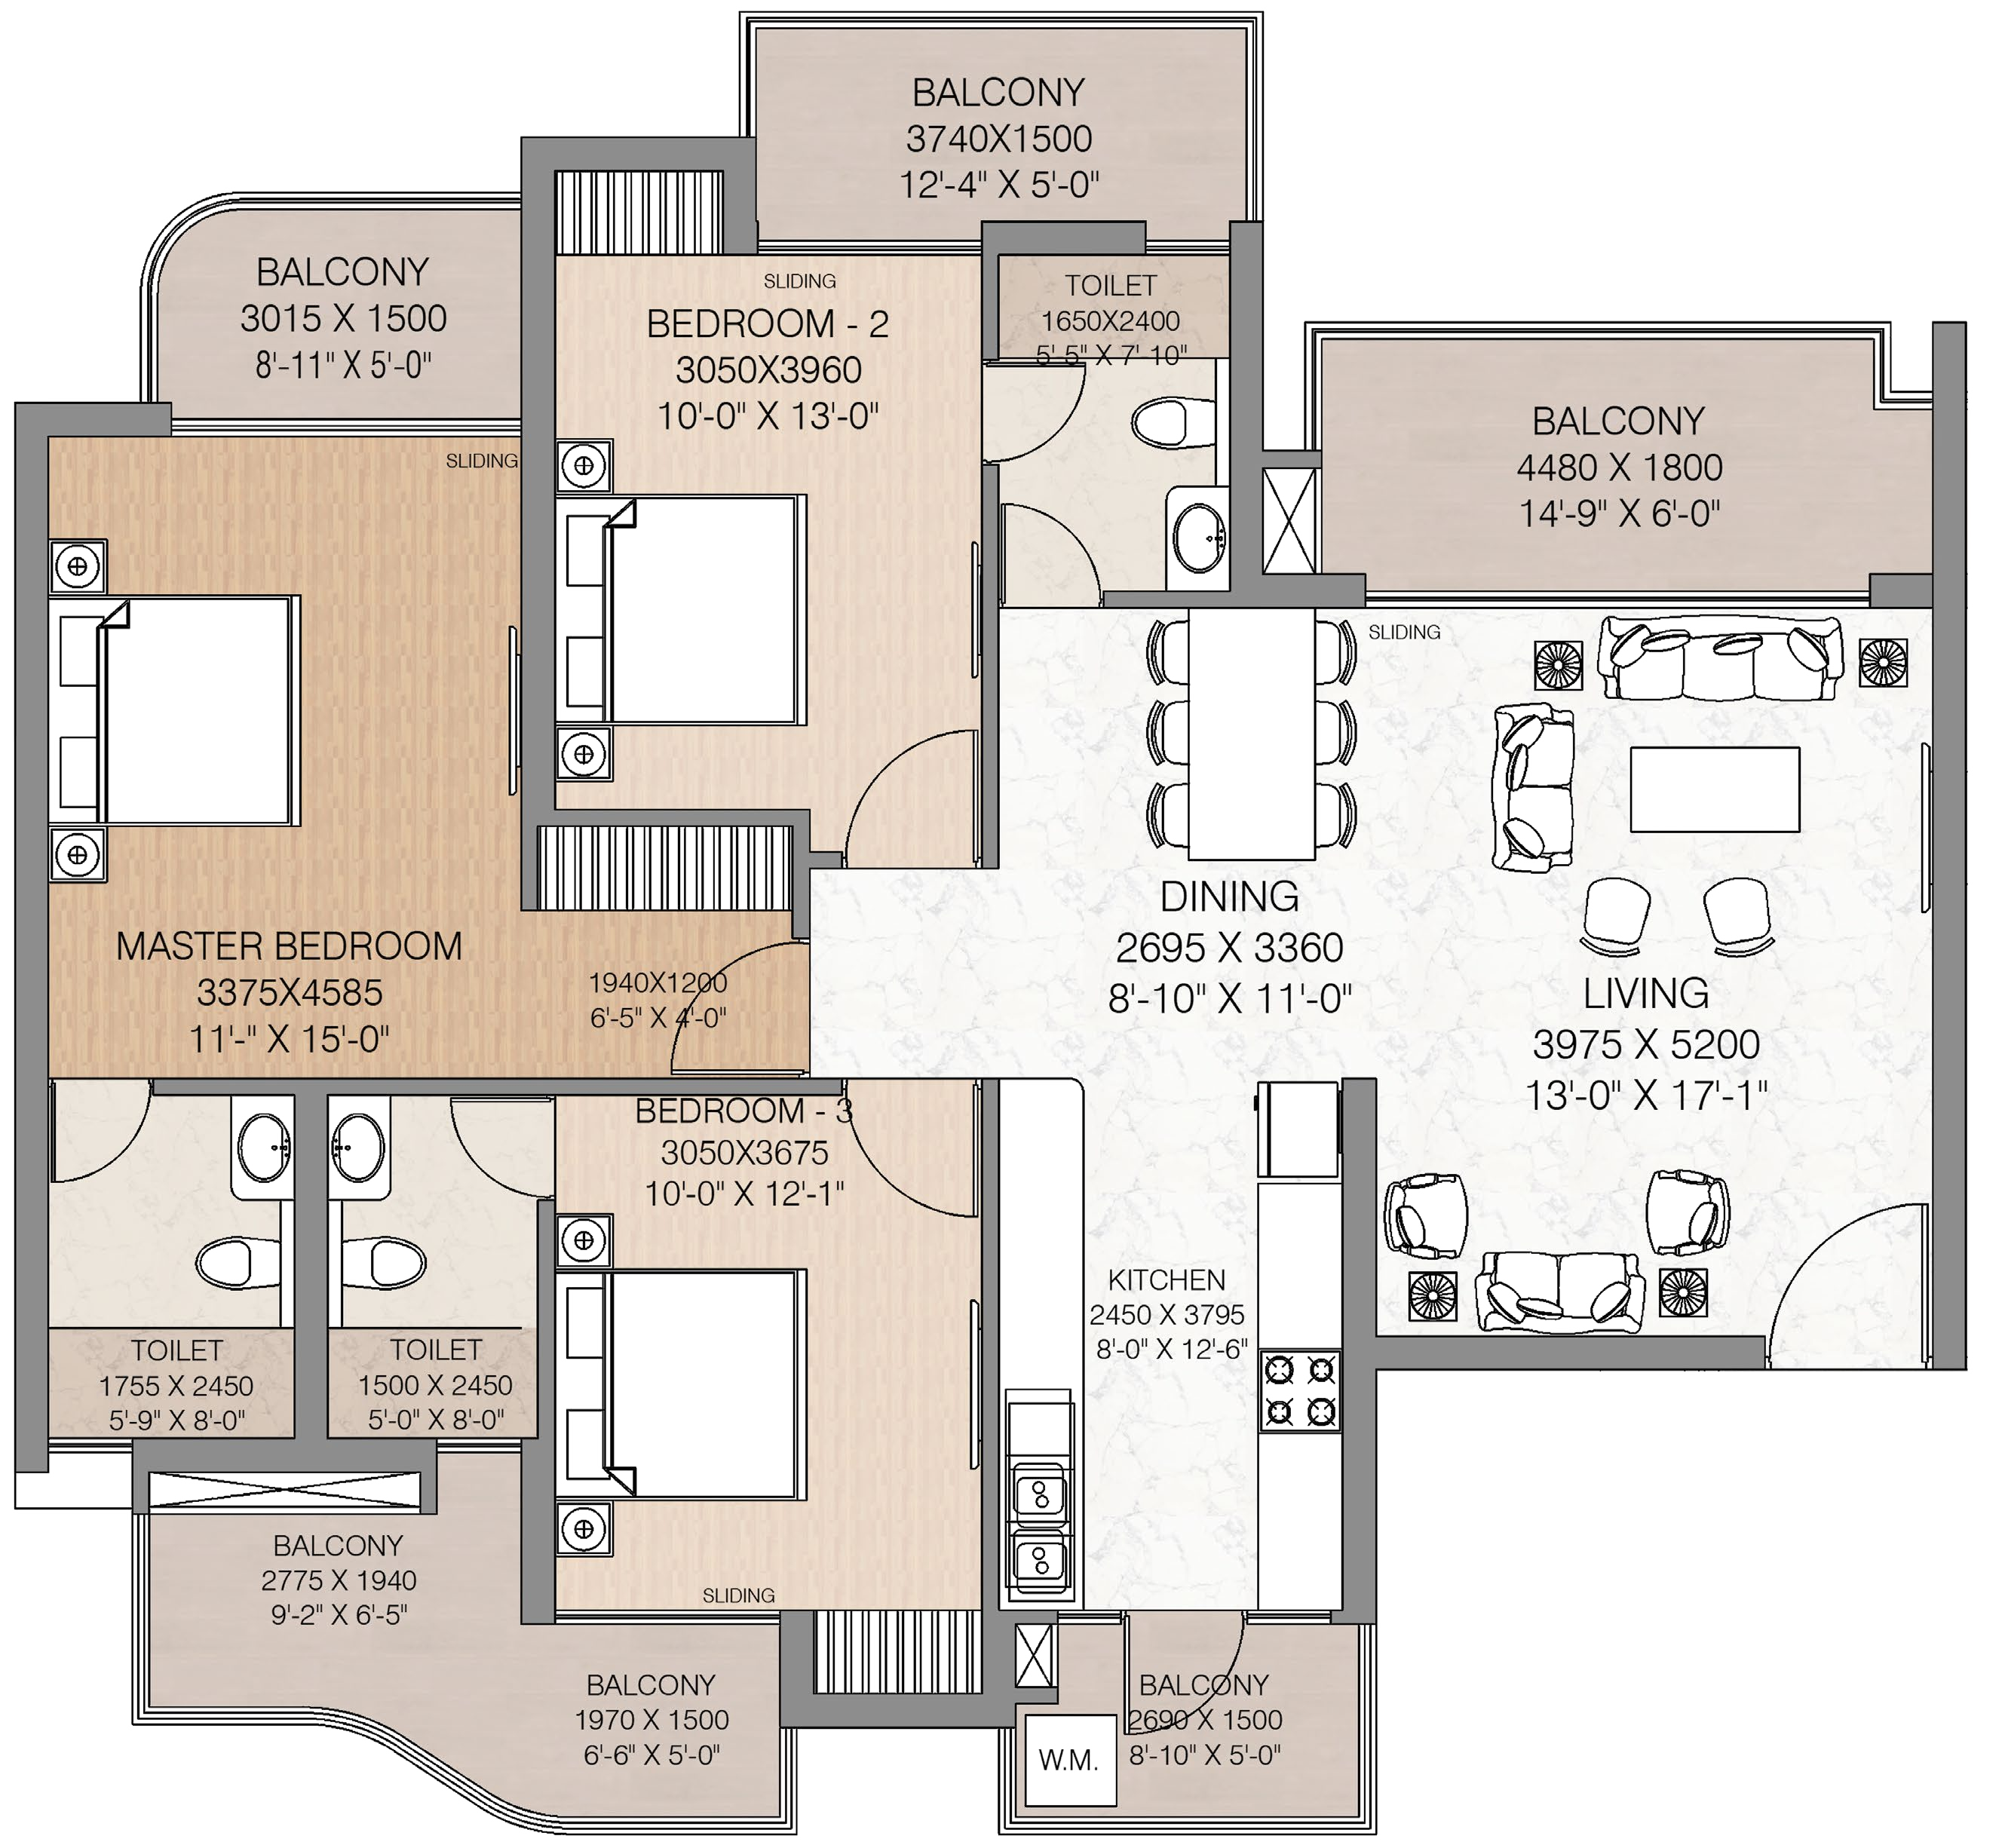 BALCONY
3740X1500
12'-4" X 5'-0"
BALCONY
3015 X 1500
8'-11" X 5'-0"
SLIDING
BEDROOM - 2
3050X3960
10'-0" X 13'-0"
TOILET
1650X2400
5'-5" X 7'-10"
BALCONY
4480 X 1800
14'-9" X 6'-0"
SLIDING
SLIDING
MASTER BEDROOM
3375X4585
11'-" X 15'-0"
1940X1200
6'-5" X 4'-0"
DINING
2695 X 3360
8'-10" X 11'-0"
LIVING
3975 X 5200
13'-0" X 17'-1"
BEDROOM - 3
3050X3675
10'-0" X 12'-1"
KITCHEN
2450 X 3795
8'-0" X 12'-6"
TOILET
1755 X 2450
5'-9" X 8'-0"
TOILET
1500 X 2450
5'-0" X 8'-0"
BALCONY
2775 X 1940
9'-2" X 6'-5"
SLIDING
BALCONY
1970 X 1500
6'-6" X 5'-0"
BALCONY
2690 X 1500
8'-10" X 5'-0"
W.M.